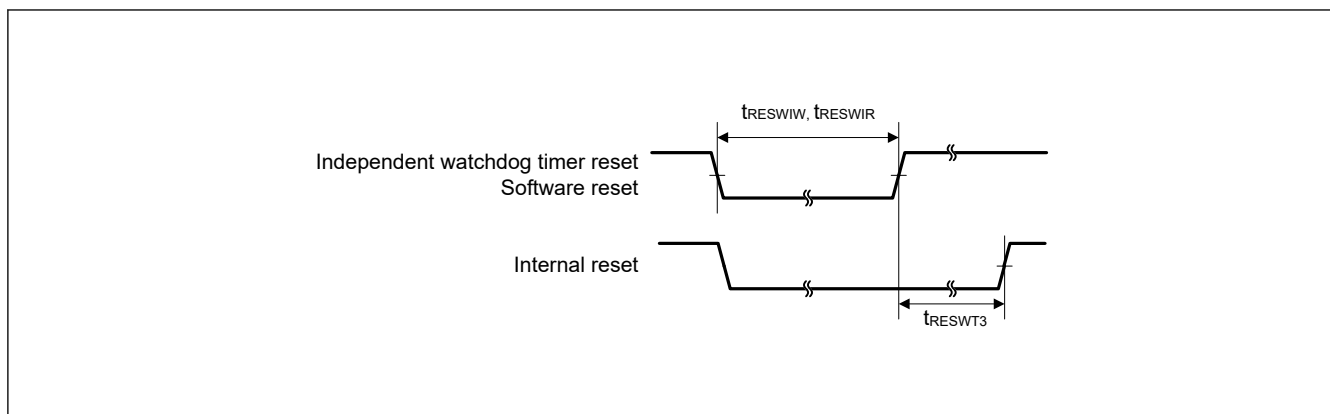 tRESWIW, tRESWIR
Independent watchdog timer reset
Software reset
Internal reset
tRESWT3